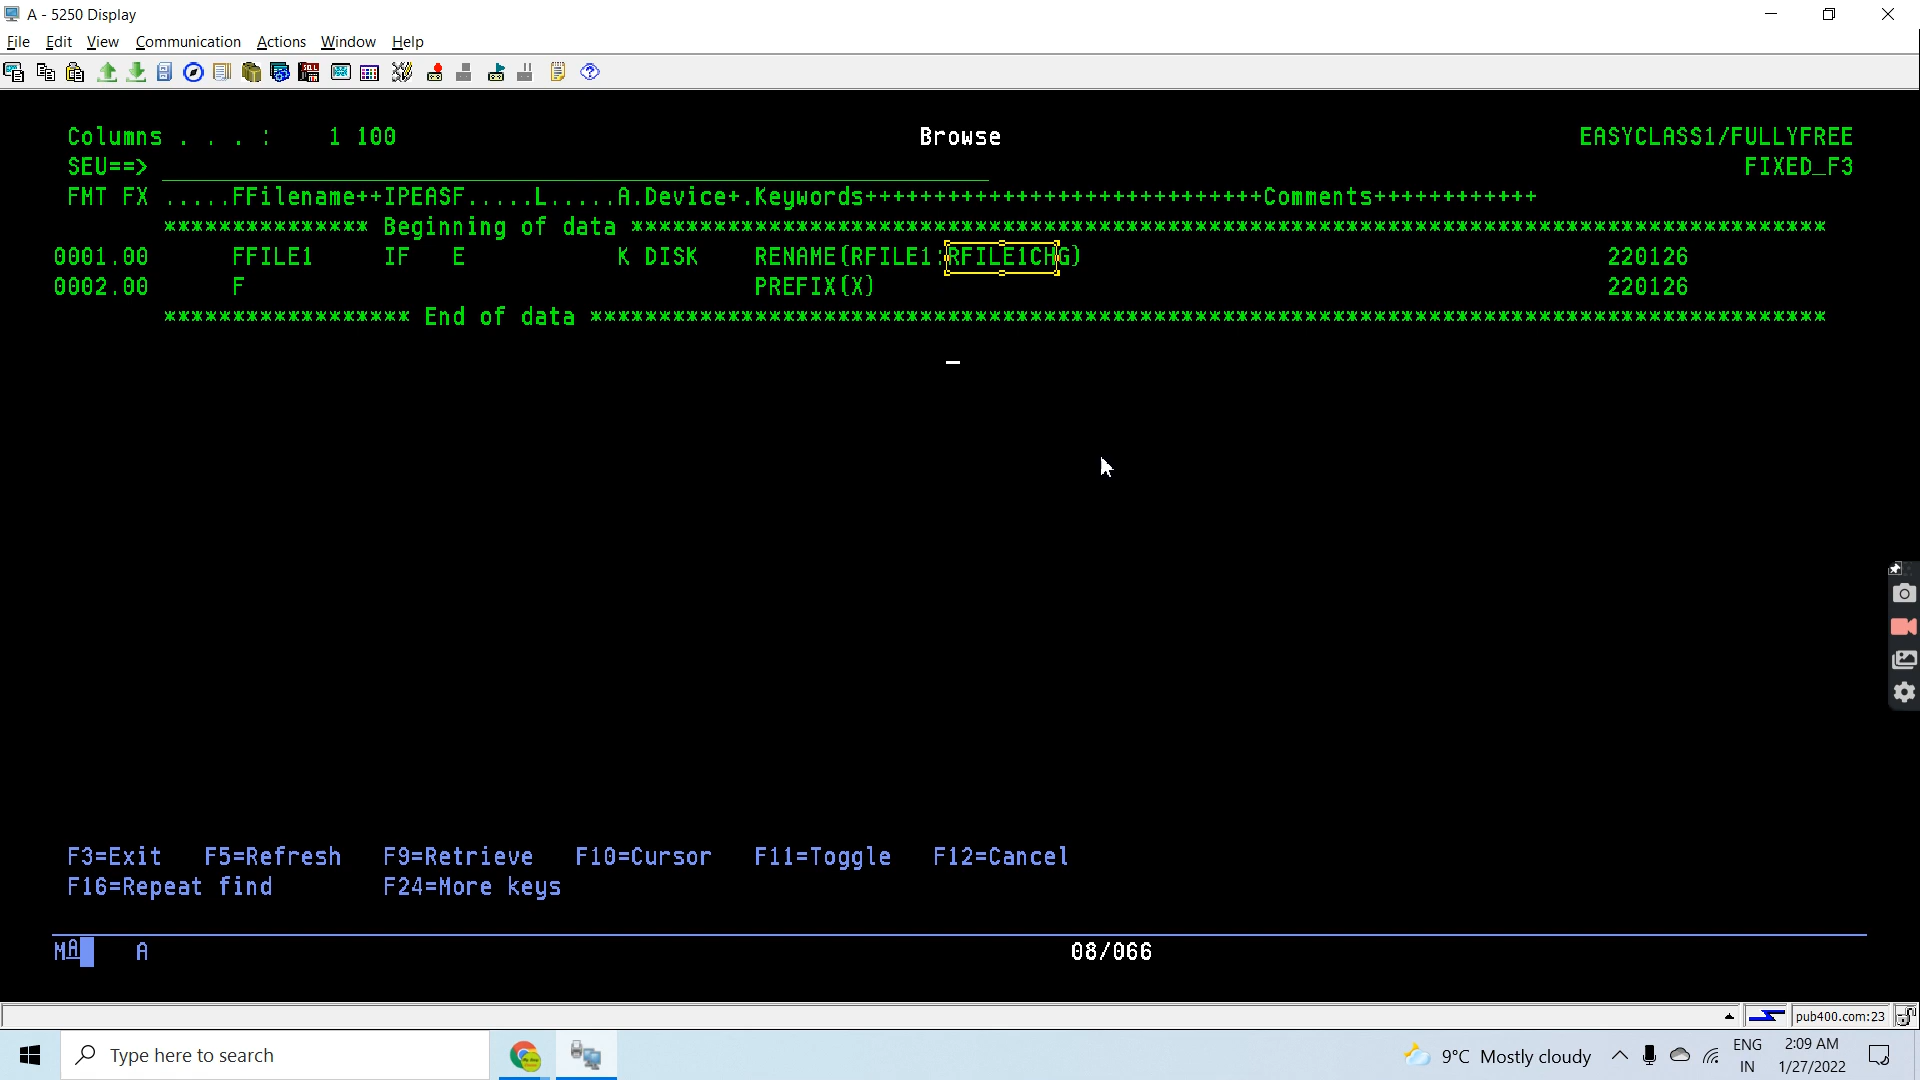 A - 5250 Display
File Edit View Communication Actions Window Help
Columns . . . : 1 100 Browse EASYCLASS1/FULLYFREE
SEU==> FIXED_F3
FMT FX .....FFilename++IPEASF.....L.....A.Device+.Keywords+++++++++++++++++++++++++++++Comments++++++++++++
*************** Beginning of data ***************************************************************************************
0001.00 FFILE1 IF E K DISK RENAME(RFILE1:RFILE1CHG) 220126
0002.00 F PREFIX(X) 220126
****************** End of data ******************************************************************************************
F3=Exit F5=Refresh F9=Retrieve F10=Cursor F11=Toggle F12=Cancel
F16=Repeat find F24=More keys
MA A 08/066
pub400.com:23
Type here to search 9°C Mostly cloudy ENG 2:09 AM
IN 1/27/2022